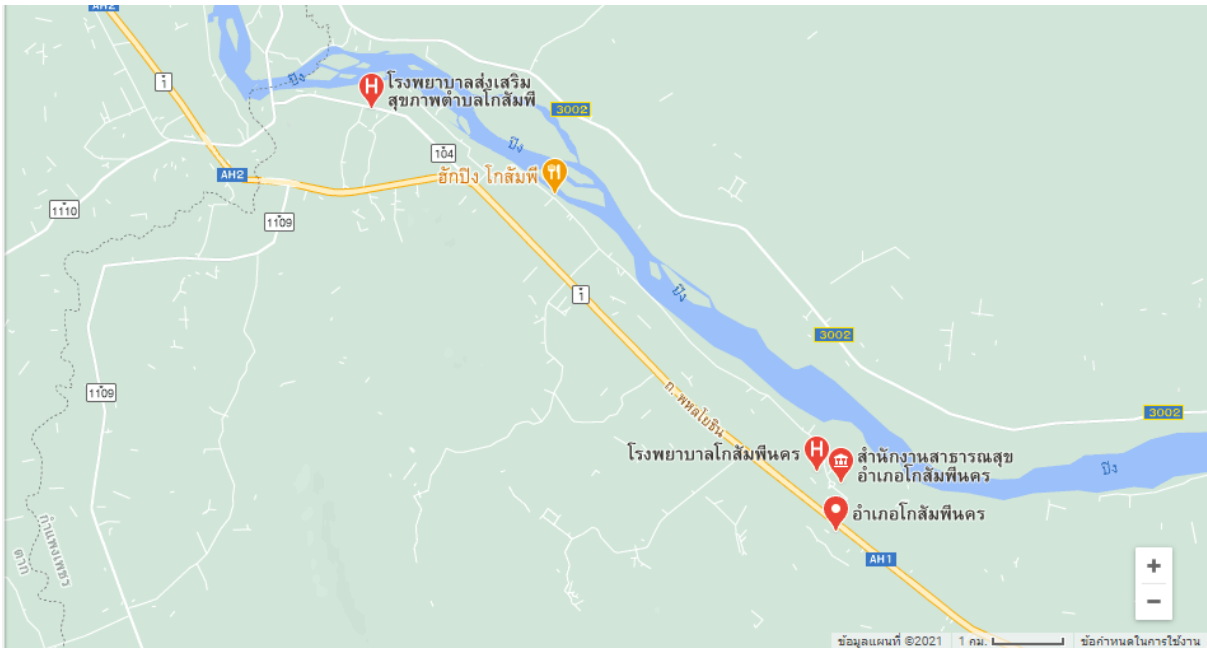 AH2
1
ปิง
โรงพยาบาลส่งเสริม
สุขภาพตำบลโกสัมพี
3002
ปิง
104
ฮักปิง โกสัมพี
AH2
1110
1109
1
ปิง
3002
1109
ถ. พหลโยธิน
3002
โรงพยาบาลโกสัมพีนคร
สำนักงานสาธารณสุข
อำเภอโกสัมพีนคร
ปิง
อำเภอโกสัมพีนคร
กำแพงเพชร
ตาก
AH1
+
−
ข้อมูลแผนที่ ©2021 1 กม. ข้อกำหนดในการใช้งาน